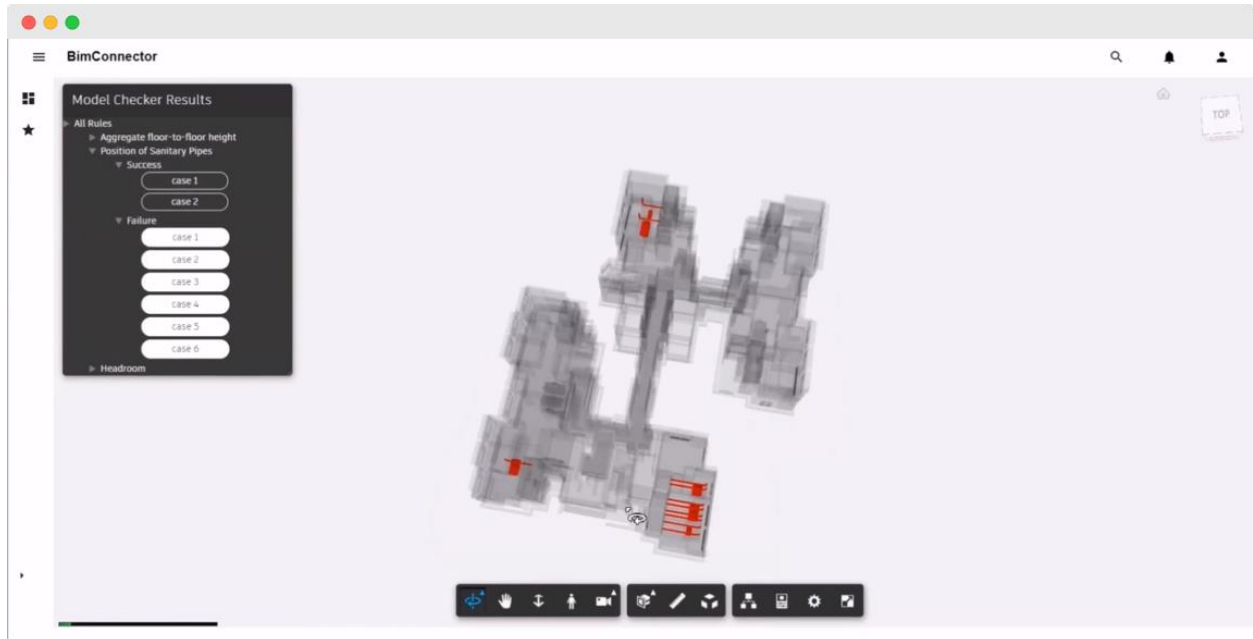 BimConnector
Model Checker Results
All Rules
Aggregate floor-to-floor height
Position of Sanitary Pipes
Success
case 1
case 2
Failure
case 1
case 2
case 3
case 4
case 5
case 6
Headroom
TOP